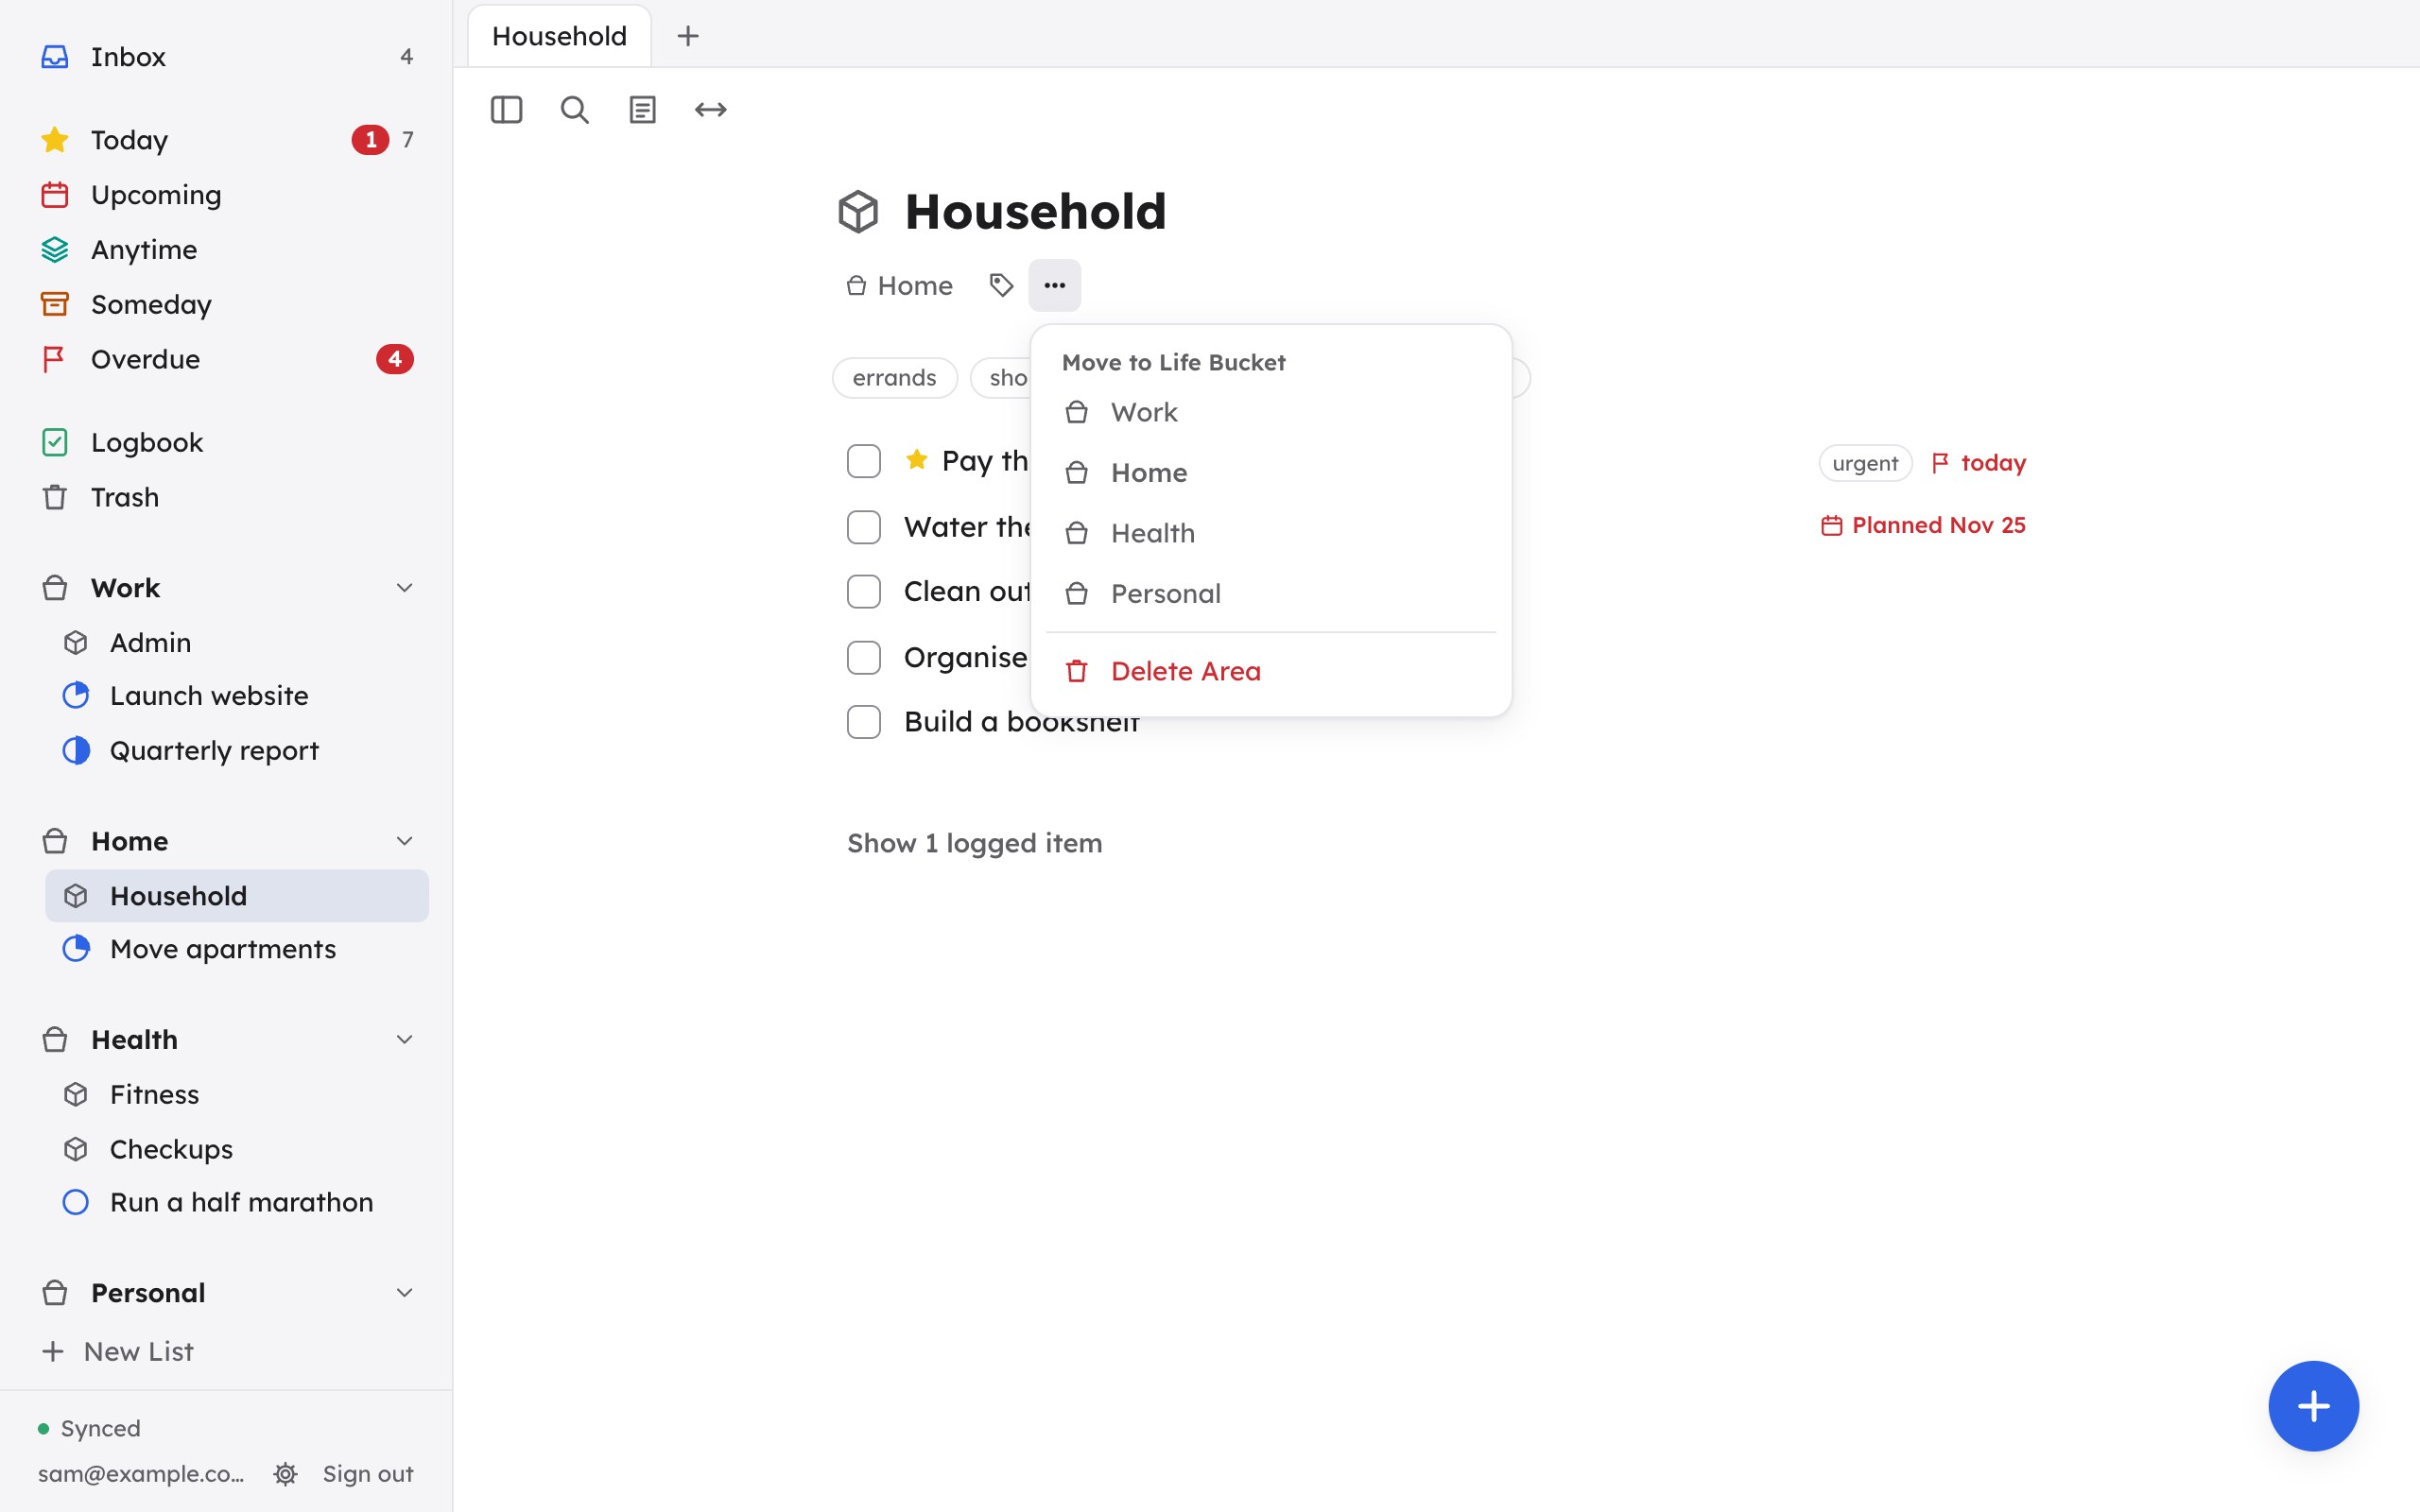 Inbox 4
Today 1 7
Upcoming
Anytime
Someday
Overdue 4
Logbook
Trash
Work
Admin
Launch website
Quarterly report
Home
Household
Move apartments
Health
Fitness
Checkups
Run a half marathon
Personal
New List
Synced
sam@example.co...
Sign out
Household
Household
Home
errands sho
Move to Life Bucket
Work
Home
Health
Personal
Delete Area
Pay th
urgent today
Water the
Planned Nov 25
Clean out
Organise
Build a bookshelf
Show 1 logged item